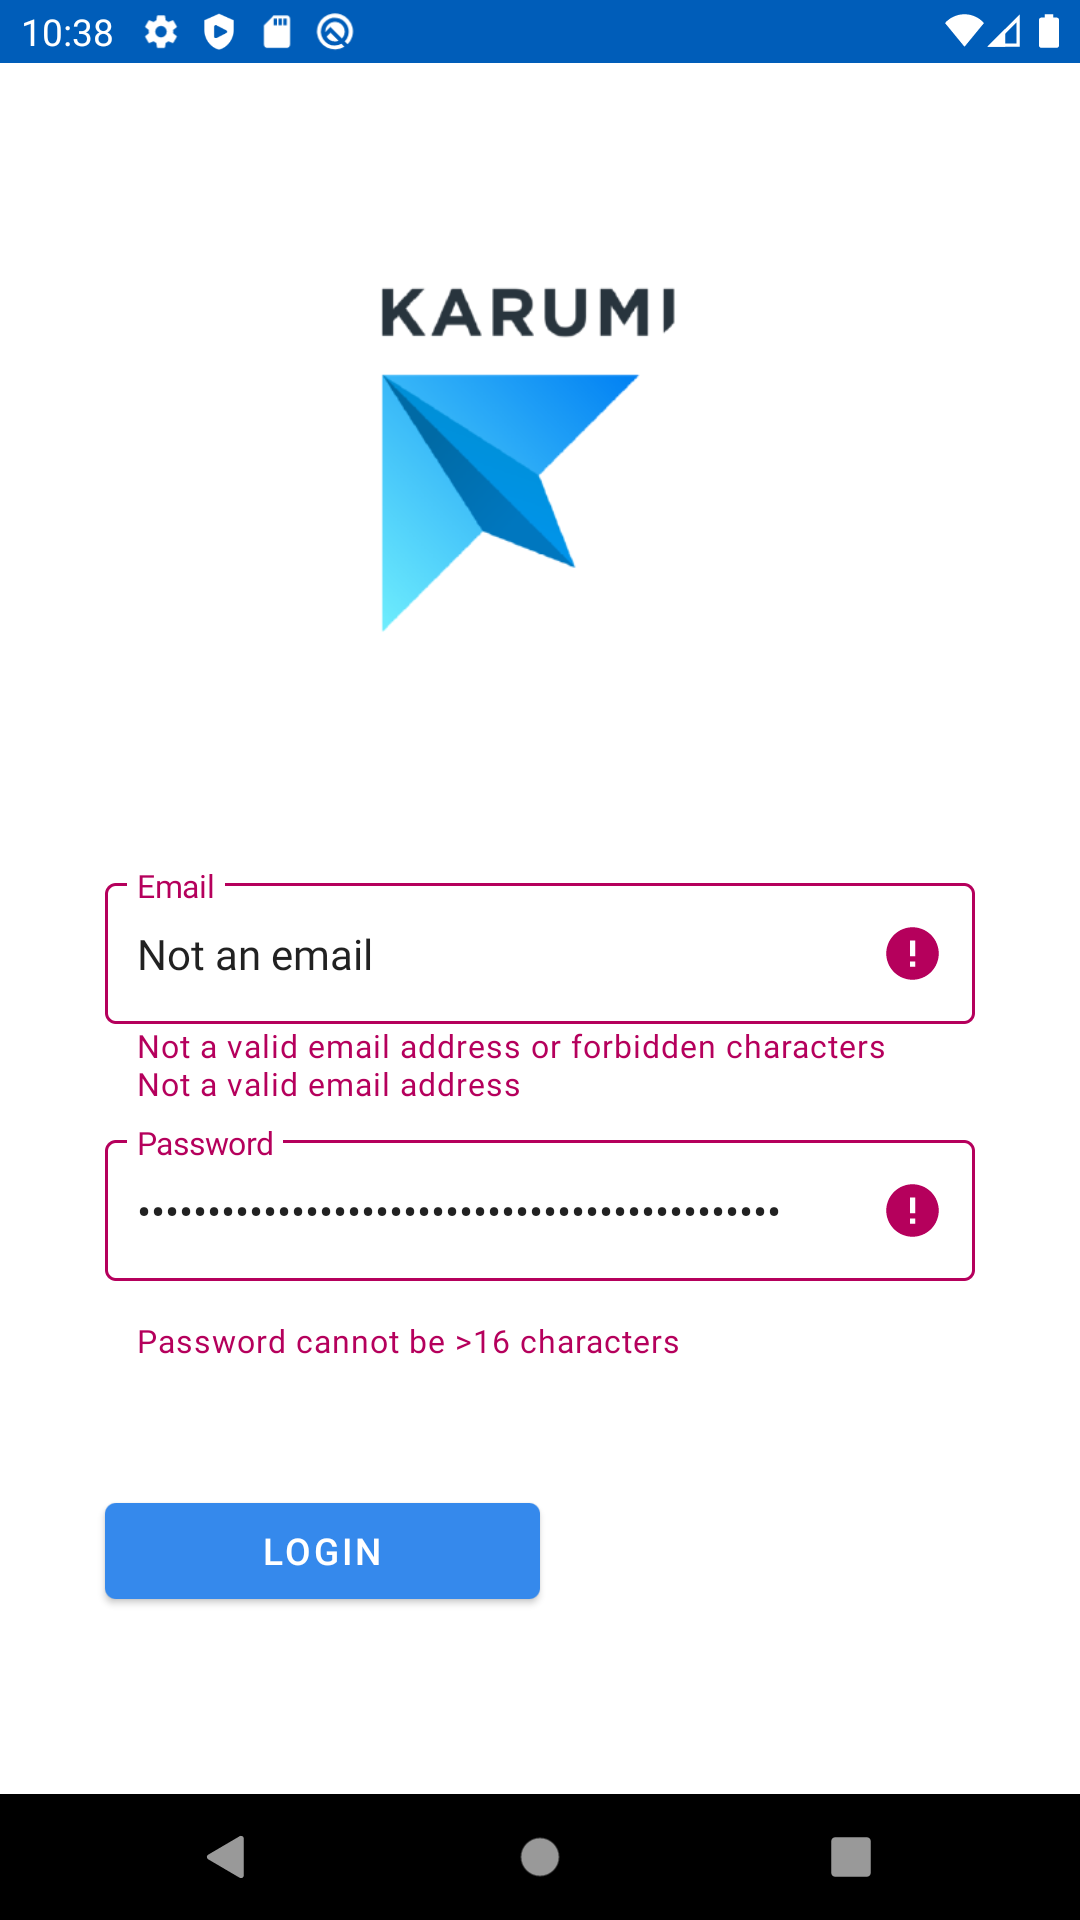 10:38
KARUMI
Email
Not an email
Not a valid email address or forbidden characters
Not a valid email address
Password
••••••••••••••••••••••••••••••••••••••••••••••
Password cannot be >16 characters
LOGIN